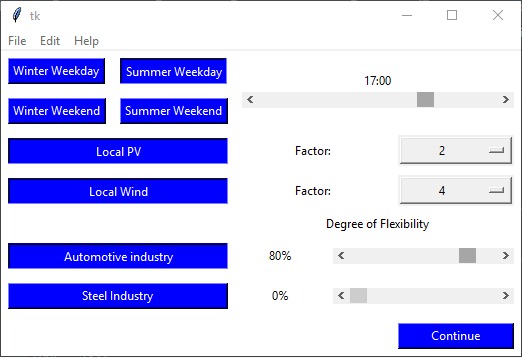 tk
File Edit Help
Winter Weekday Summer Weekday
17:00
Winter Weekend Summer Weekend
Local PV Factor: 2
Local Wind Factor: 4
Degree of Flexibility
Automotive industry 80%
Steel Industry 0%
Continue